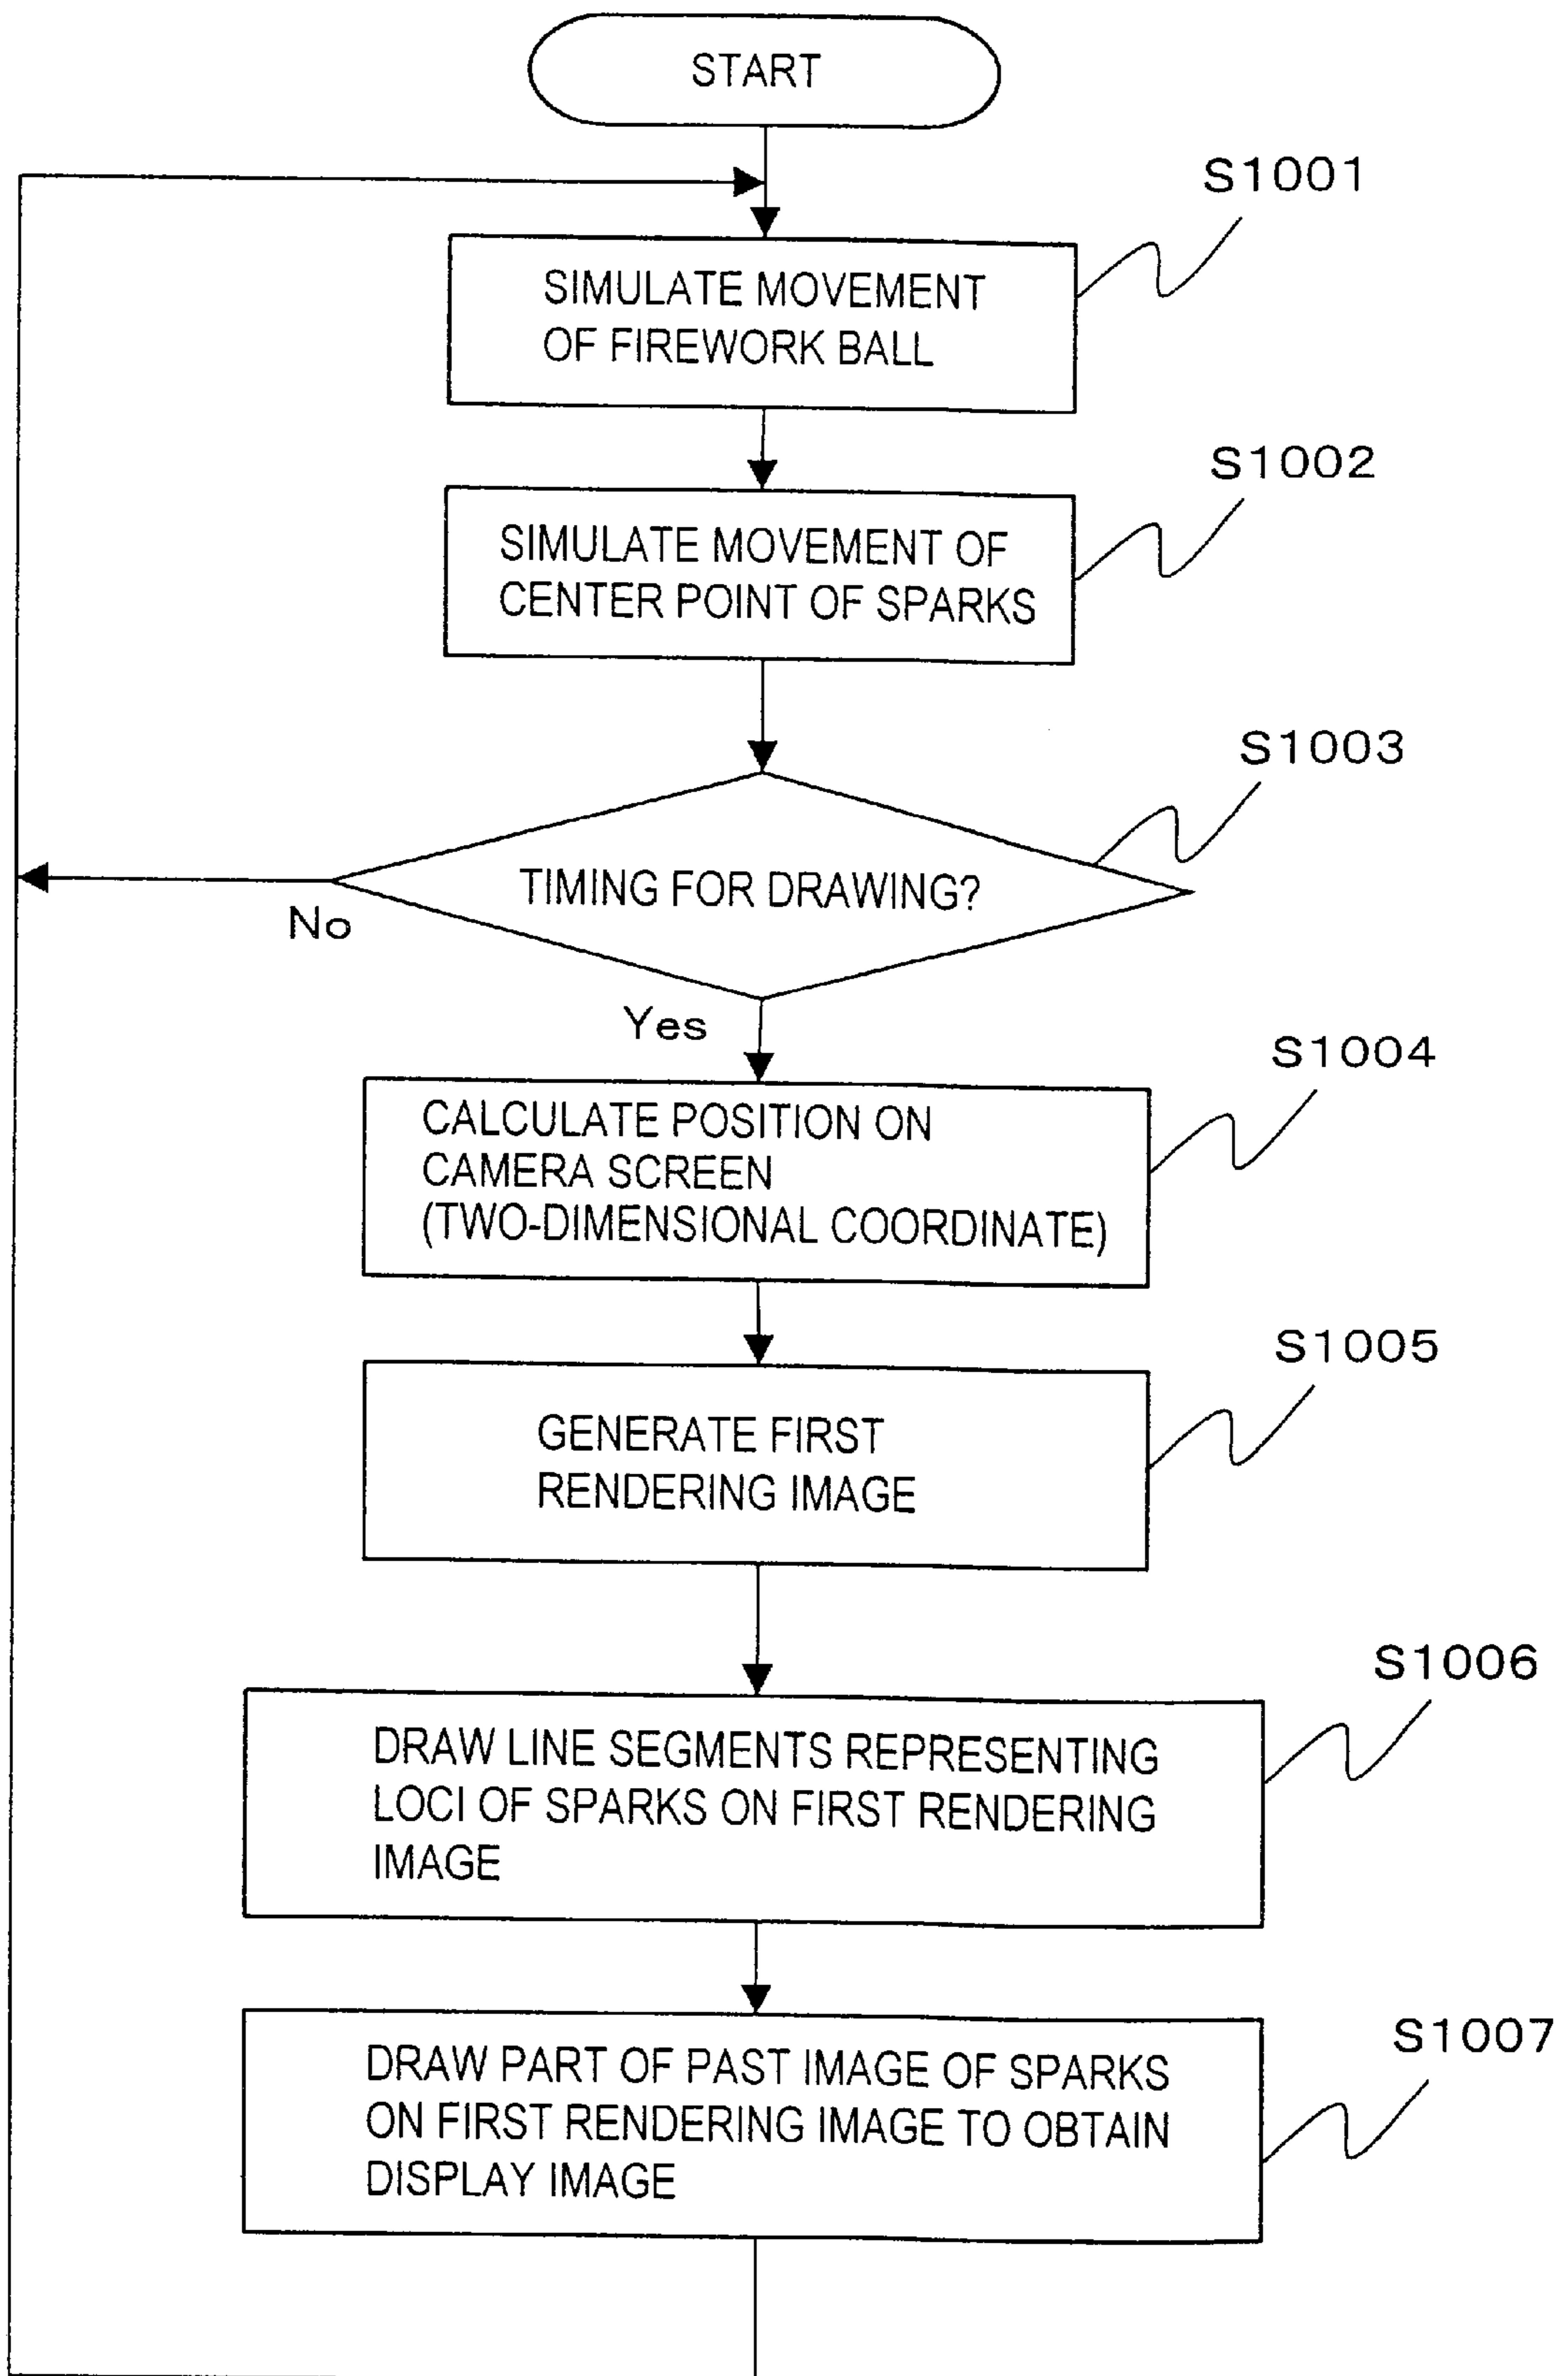 START
S1001
SIMULATE MOVEMENT
OF FIREWORK BALL
S1002
SIMULATE MOVEMENT OF
CENTER POINT OF SPARKS
S1003
TIMING FOR DRAWING?
No
Yes
S1004
CALCULATE POSITION ON
CAMERA SCREEN
(TWO-DIMENSIONAL COORDINATE)
S1005
GENERATE FIRST
RENDERING IMAGE
S1006
DRAW LINE SEGMENTS REPRESENTING
LOCI OF SPARKS ON FIRST RENDERING
IMAGE
S1007
DRAW PART OF PAST IMAGE OF SPARKS
ON FIRST RENDERING IMAGE TO OBTAIN
DISPLAY IMAGE